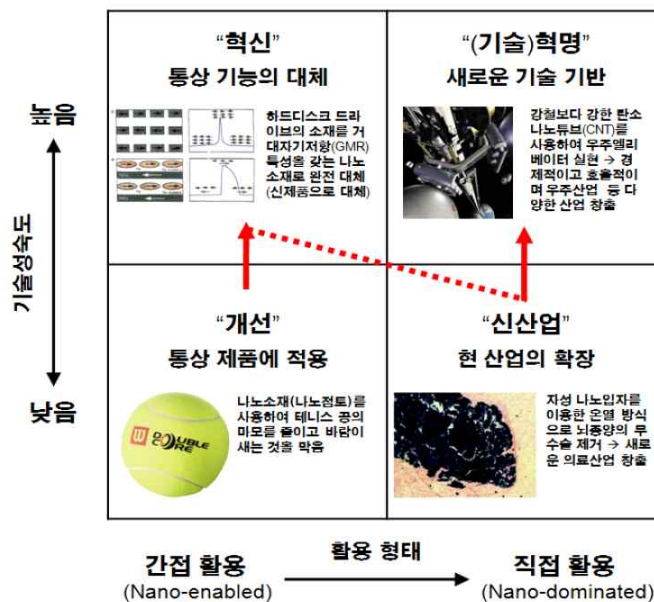 “혁신”
통상 기능의 대체
하드디스크 드라
이브의 소재를 거
대자기저항(GMR)
특성을 갖는 나노
소재로 완전 대체
(신제품으로 대체)
“(기술)혁명”
새로운 기술 기반
강철보다 강한 탄소
나노튜브(CNT)를
사용하여 우주엘리
베이터 실현 → 경
제적이고 효율적이
며 우주산업 등 다
양한 산업 창출
높음
기술성숙도
낮음
“개선”
통상 제품에 적용
나노소재(나노점토)를
사용하여 테니스 공의
마모를 줄이고 바람이
새는 것을 막음
W
DOUBLE
CORE
“신산업”
현 산업의 확장
자성 나노입자를
이용한 온열 방식
으로 뇌종양의 무
수술 제거 → 새로
운 의료산업 창출
간접 활용
(Nano-enabled)
활용 형태
직접 활용
(Nano-dominated)